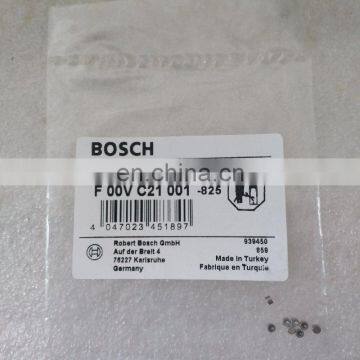 BOSCH
F 00V C21 001 -825
4 047023 451897
Robert Bosch GmbH
Auf der Breit 4
76227 Karlsruhe
Germany
939450
859
Made in Turkey
Fabrique en Turquie
en.china.cn